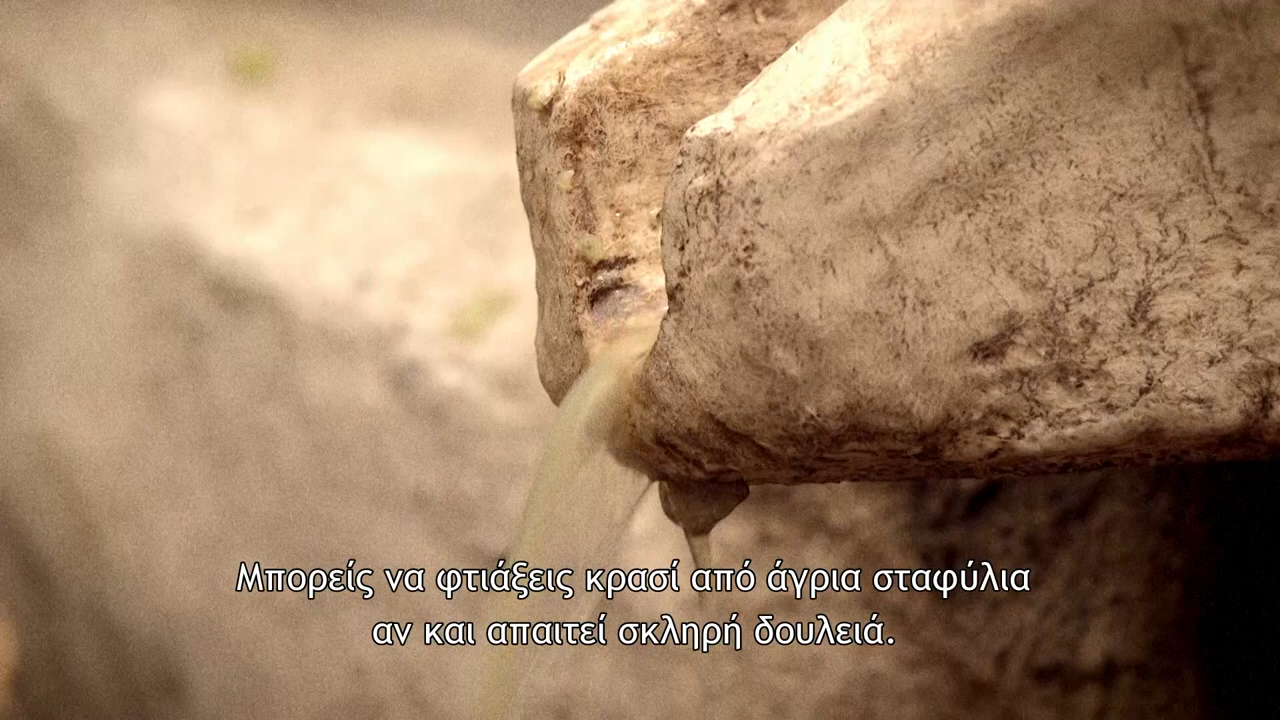 Μπορείς να φτιάξεις κρασί από άγρια σταφύλια
αν και απαιτεί σκληρή δουλειά.